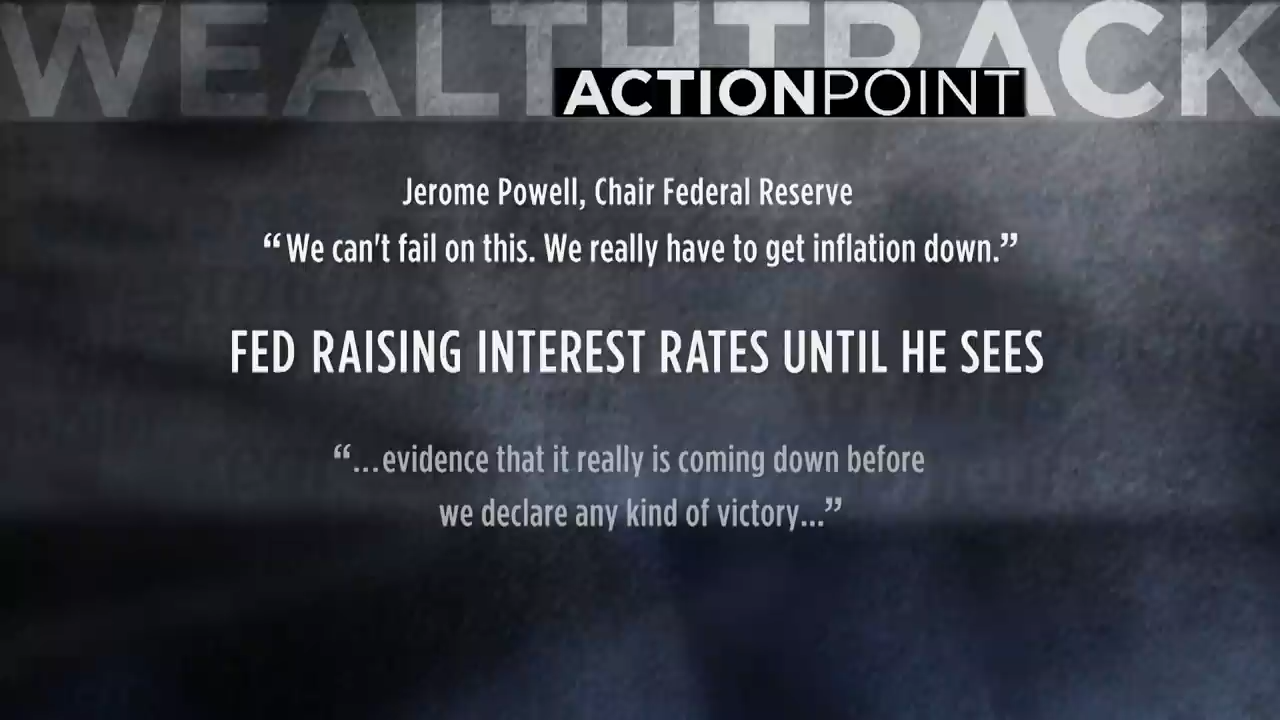 WEALTHTRACK
ACTIONPOINT
Jerome Powell, Chair Federal Reserve
“We can't fail on this. We really have to get inflation down.”
FED RAISING INTEREST RATES UNTIL HE SEES
“...evidence that it really is coming down before
we declare any kind of victory...”